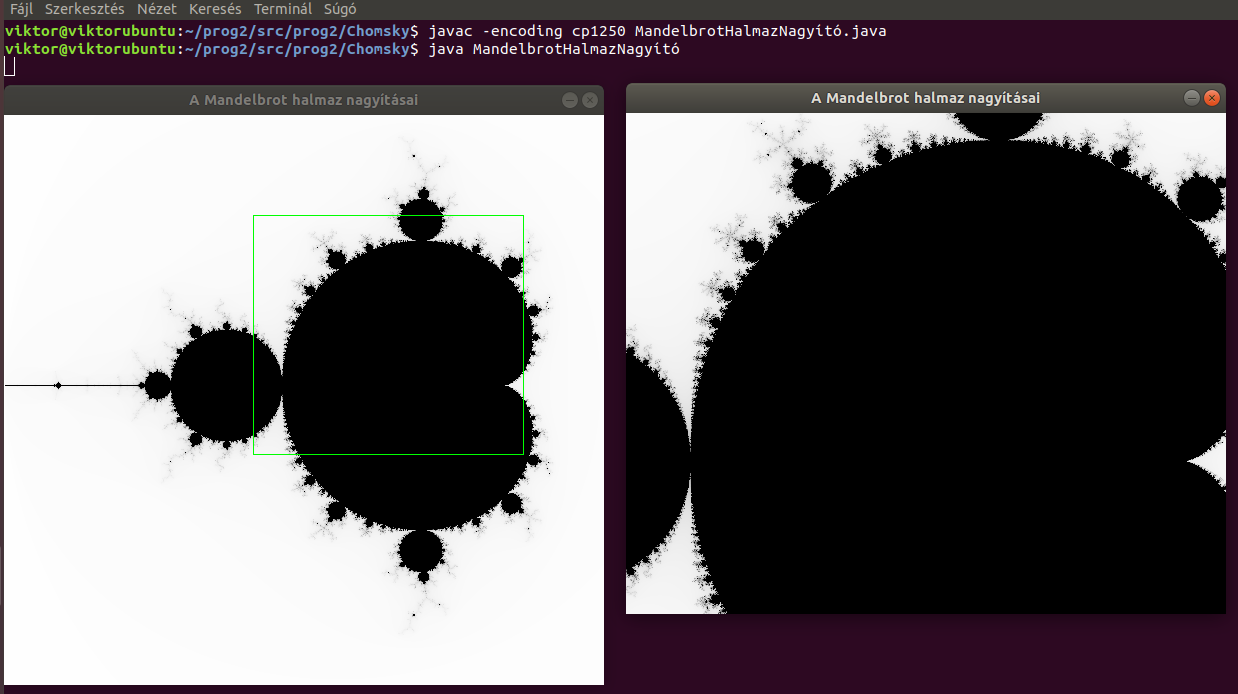 Fájl Szerkesztés Nézet Keresés Terminál Súgó
viktor@viktorubuntu:~/prog2/src/prog2/Chomsky$ javac -encoding cp1250 MandelbrotHalmazNagyító.java
viktor@viktorubuntu:~/prog2/src/prog2/Chomsky$ java MandelbrotHalmazNagyító
A Mandelbrot halmaz nagyításai
A Mandelbrot halmaz nagyításai